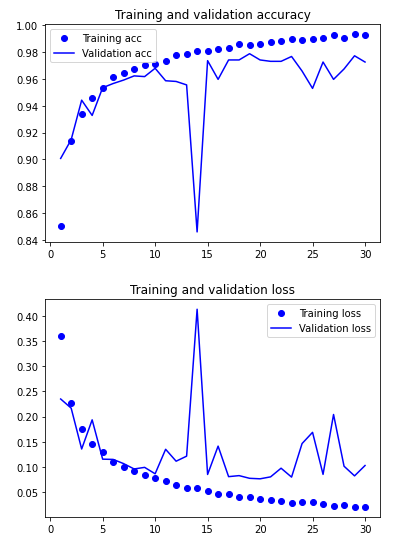 Training and validation accuracy
1.00
0.98
0.96
0.94
0.92
0.90
0.88
0.86
0.84
Training acc
Validation acc
0 5 10 15 20 25 30
Training and validation loss
0.40
0.35
0.30
0.25
0.20
0.15
0.10
0.05
Training loss
Validation loss
0 5 10 15 20 25 30